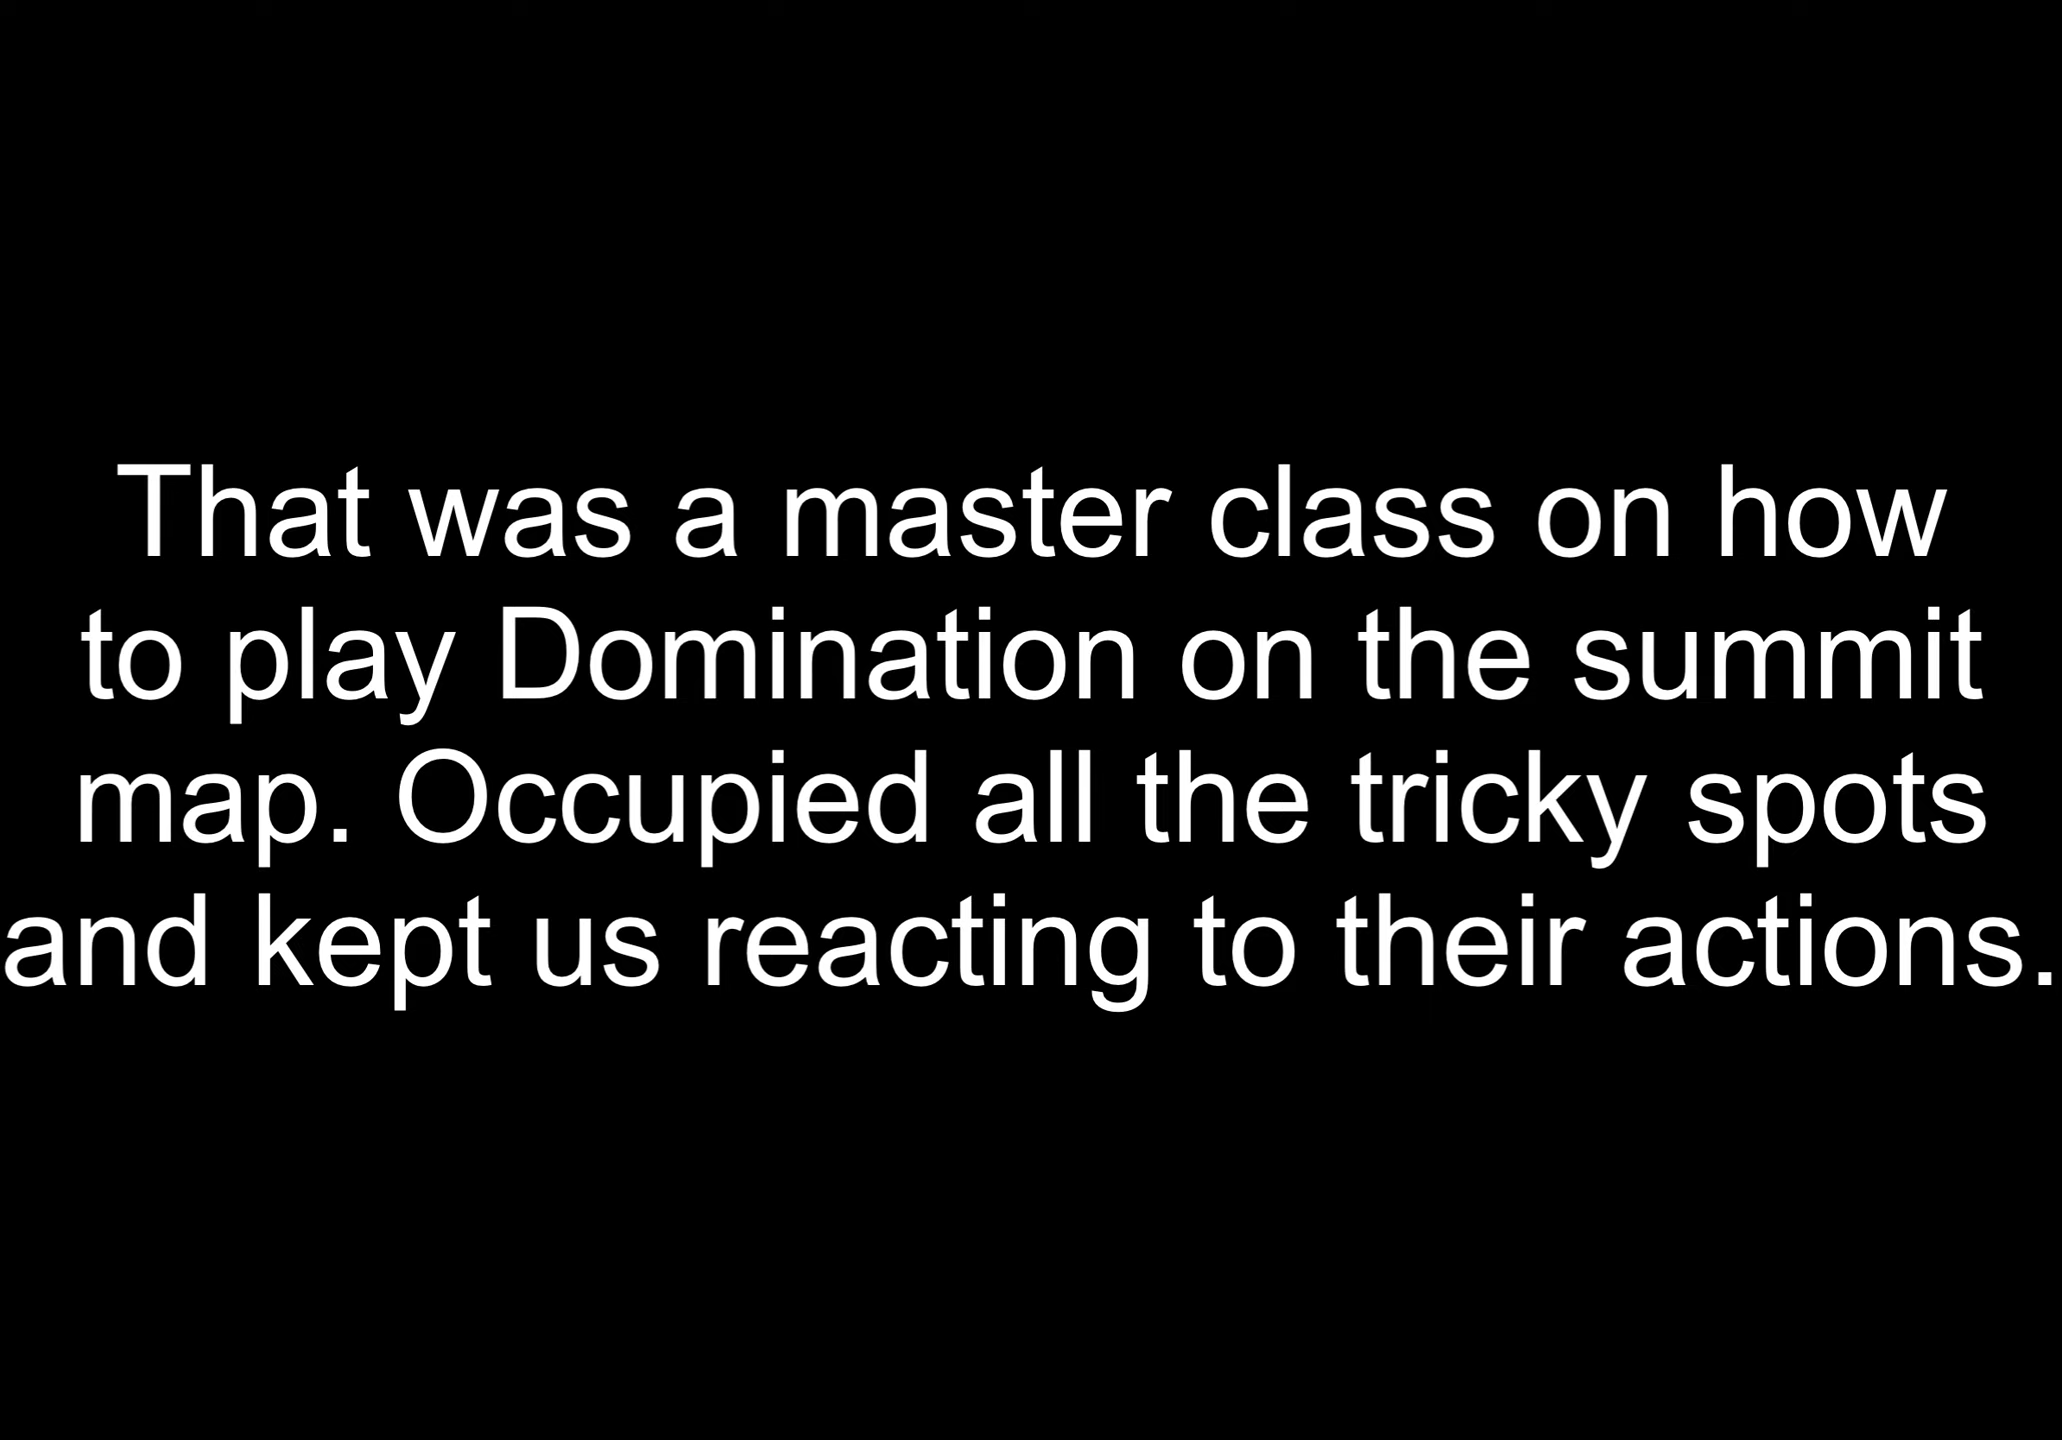 That was a master class on how
to play Domination on the summit
map. Occupied all the tricky spots
and kept us reacting to their actions.